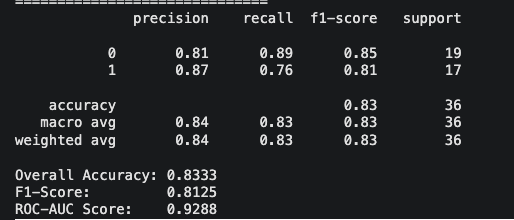 ==============================
precision recall f1-score support
0 0.81 0.89 0.85 19
1 0.87 0.76 0.81 17
accuracy 0.83 36
macro avg 0.84 0.83 0.83 36
weighted avg 0.84 0.83 0.83 36
Overall Accuracy: 0.8333
F1-Score: 0.8125
ROC-AUC Score: 0.9288